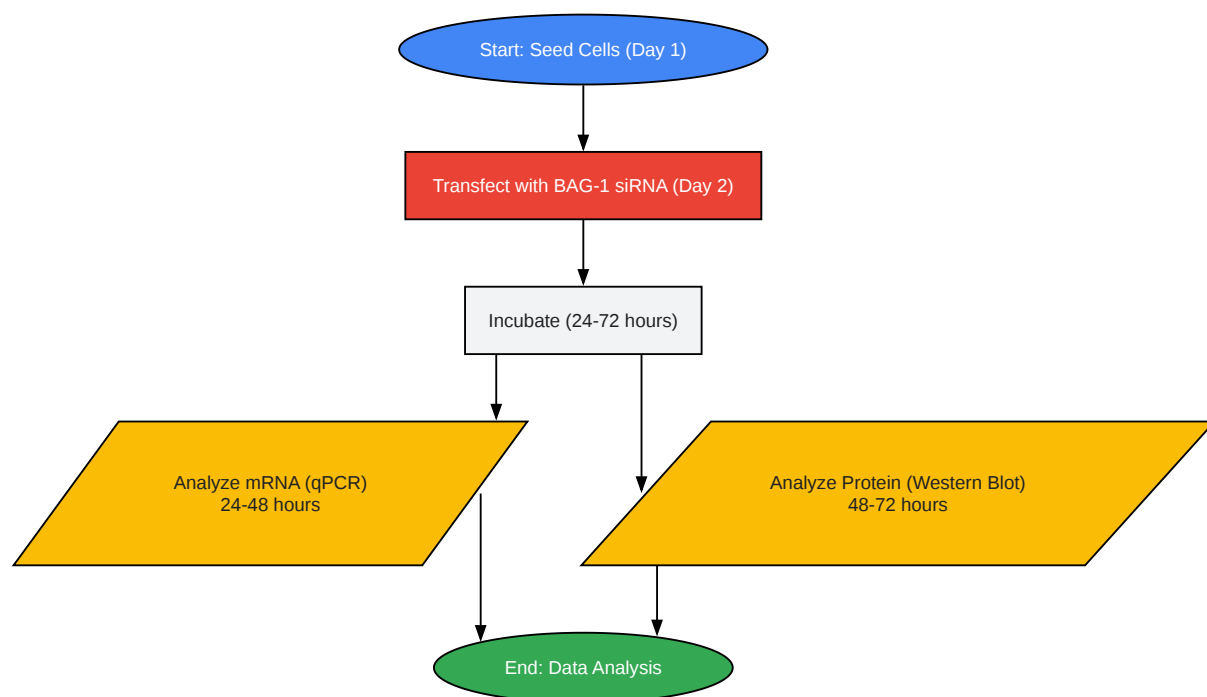 Start: Seed Cells (Day 1)
Transfect with BAG-1 siRNA (Day 2)
Incubate (24-72 hours)
Analyze mRNA (qPCR)
24-48 hours
Analyze Protein (Western Blot)
48-72 hours
End: Data Analysis